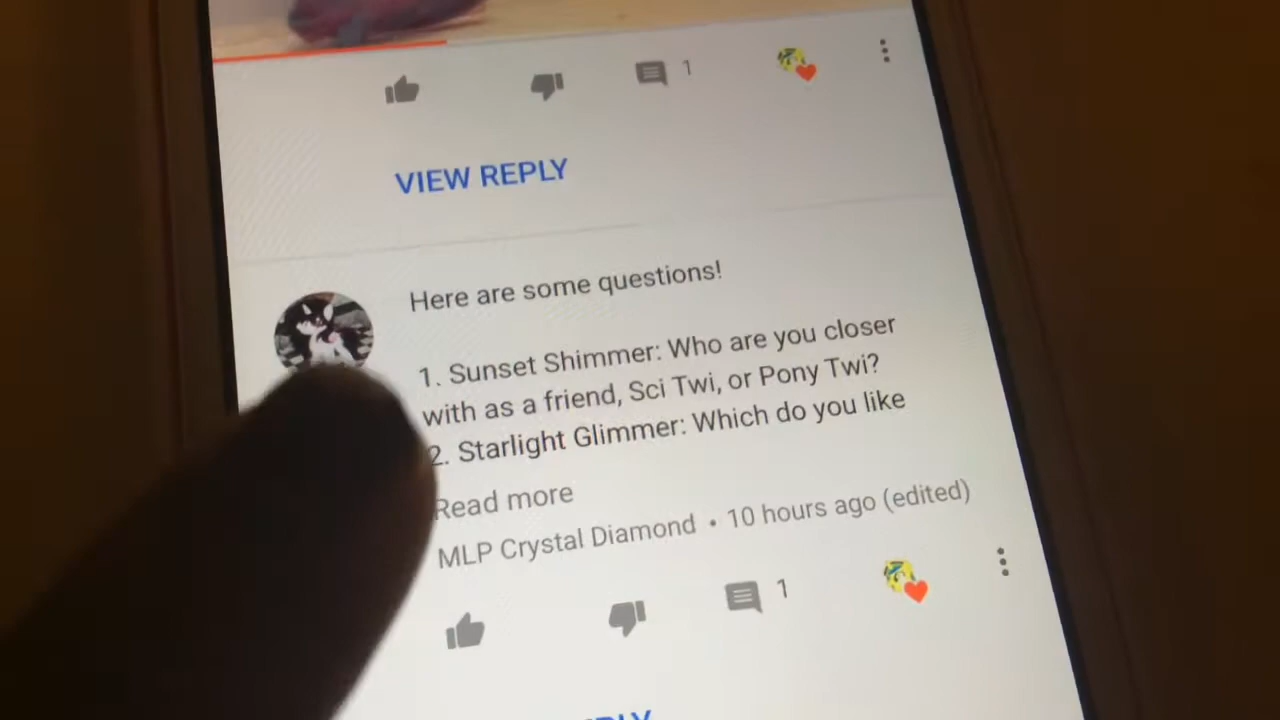 1
VIEW REPLY
Here are some questions!
1. Sunset Shimmer: Who are you closer
with as a friend, Sci Twi, or Pony Twi?
2. Starlight Glimmer: Which do you like
Read more
MLP Crystal Diamond • 10 hours ago (edited)
1
PLY